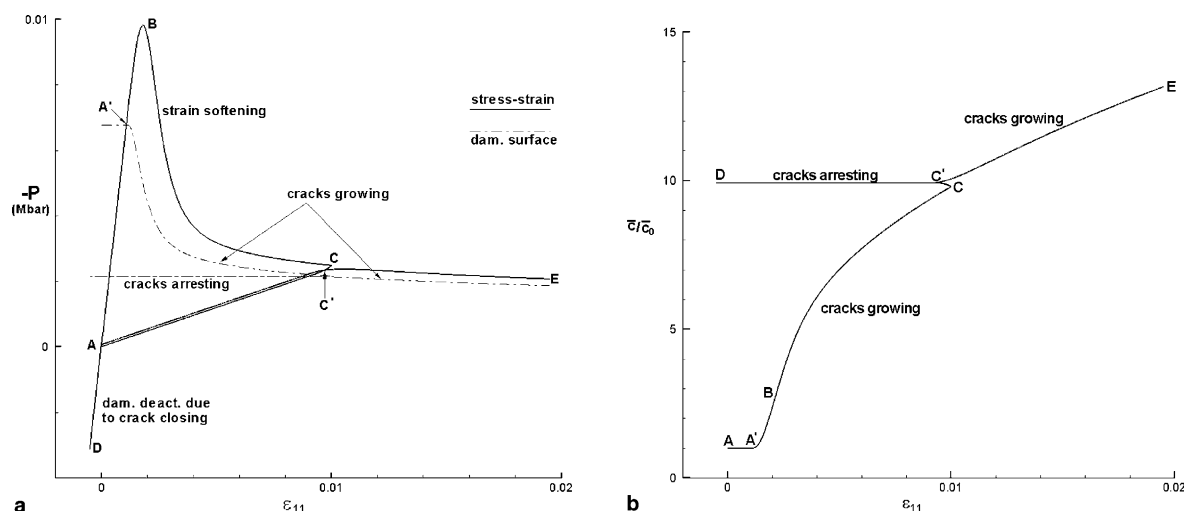 0.01
B
A'
strain softening
stress-strain
dam. surface
-P
(Mbar)
cracks growing
C
E
cracks arresting
C'
A
0
dam. deact. due
to crack closing
D
0
0.01
0.02
ε11
a
15
E
cracks growing
D
cracks arresting
C'
C
10
c̅/c̅0
cracks growing
5
B
A
A'
0
0
0.01
0.02
ε11
b